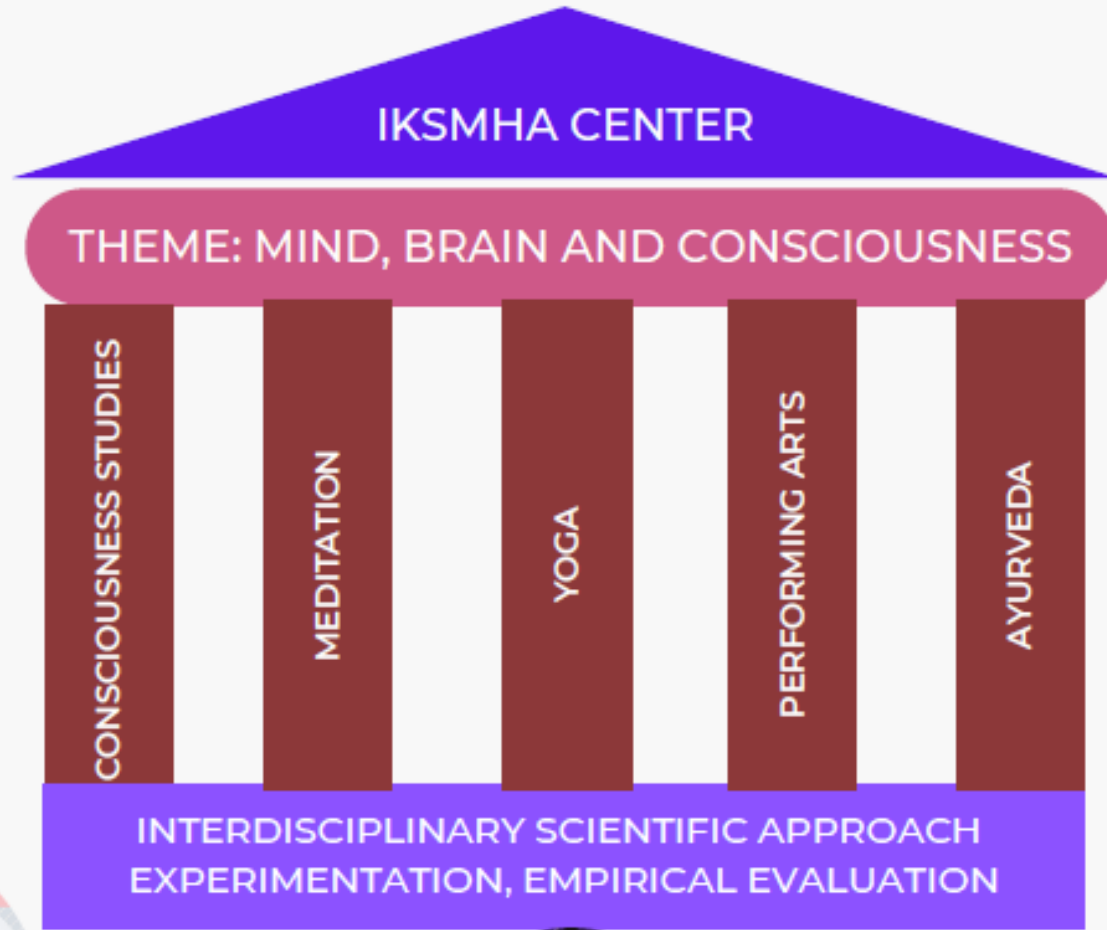 IKSMHA CENTER
THEME: MIND, BRAIN AND CONSCIOUSNESS
CONSCIOUSNESS STUDIES
MEDITATION
YOGA
PERFORMING ARTS
AYURVEDA
INTERDISCIPLINARY SCIENTIFIC APPROACH
EXPERIMENTATION, EMPIRICAL EVALUATION